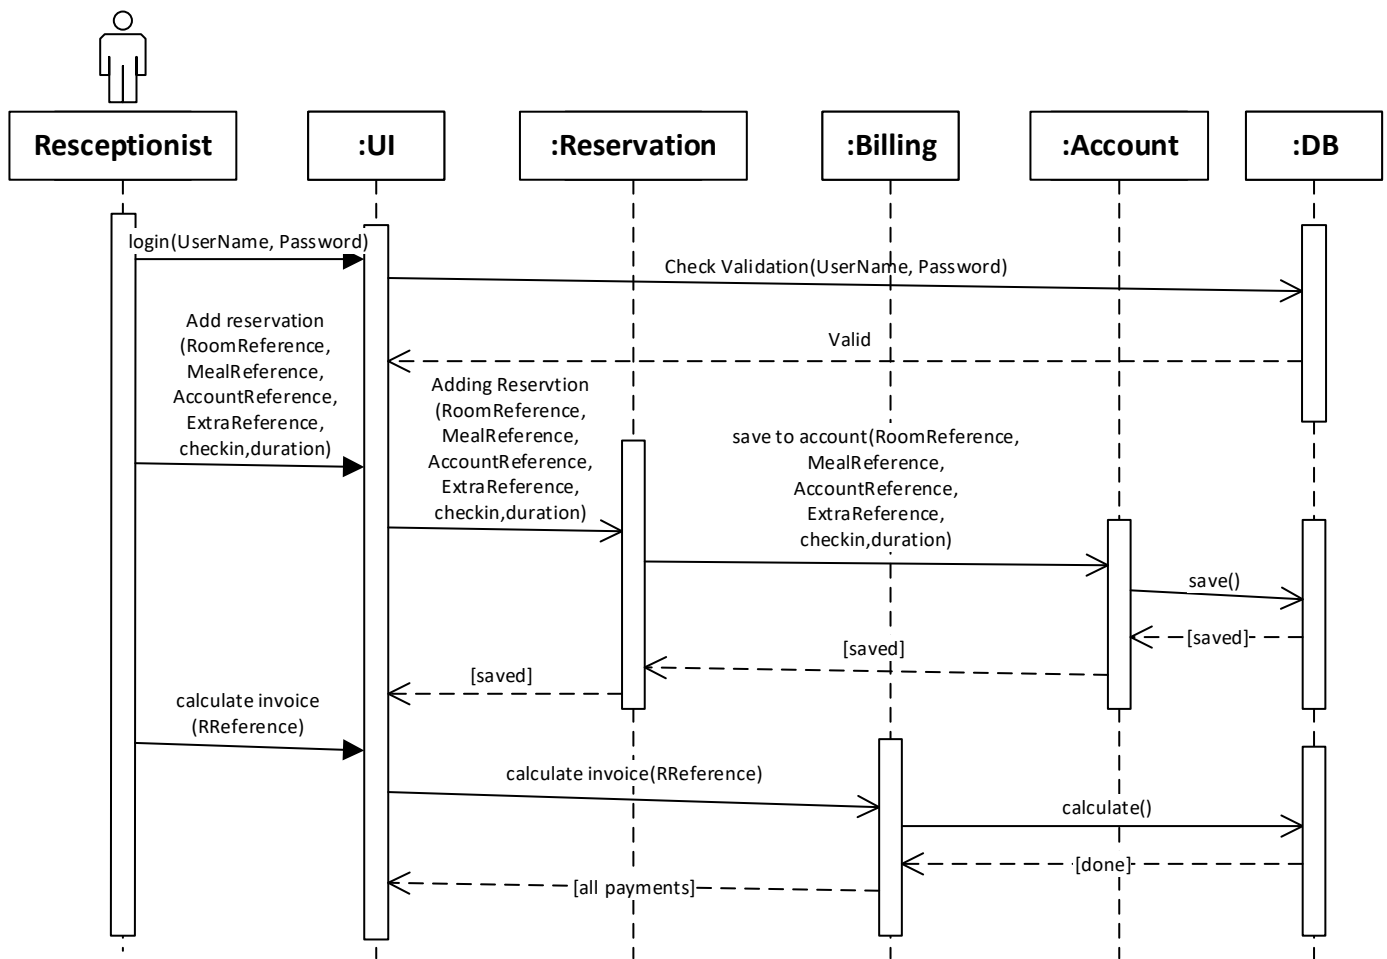 Resceptionist
:UI
:Reservation
:Billing
:Account
:DB
login(UserName, Password)
Check Validation(UserName, Password)
Valid
Add reservation
(RoomReference,
MealReference,
AccountReference,
ExtraReference,
checkin,duration)
Adding Reservtion
(RoomReference,
MealReference,
AccountReference,
ExtraReference,
checkin,duration)
save to account(RoomReference,
MealReference,
AccountReference,
ExtraReference,
checkin,duration)
save()
[saved]
[saved]
[saved]
calculate invoice
(RReference)
calculate invoice(RReference)
calculate()
[done]
[all payments]